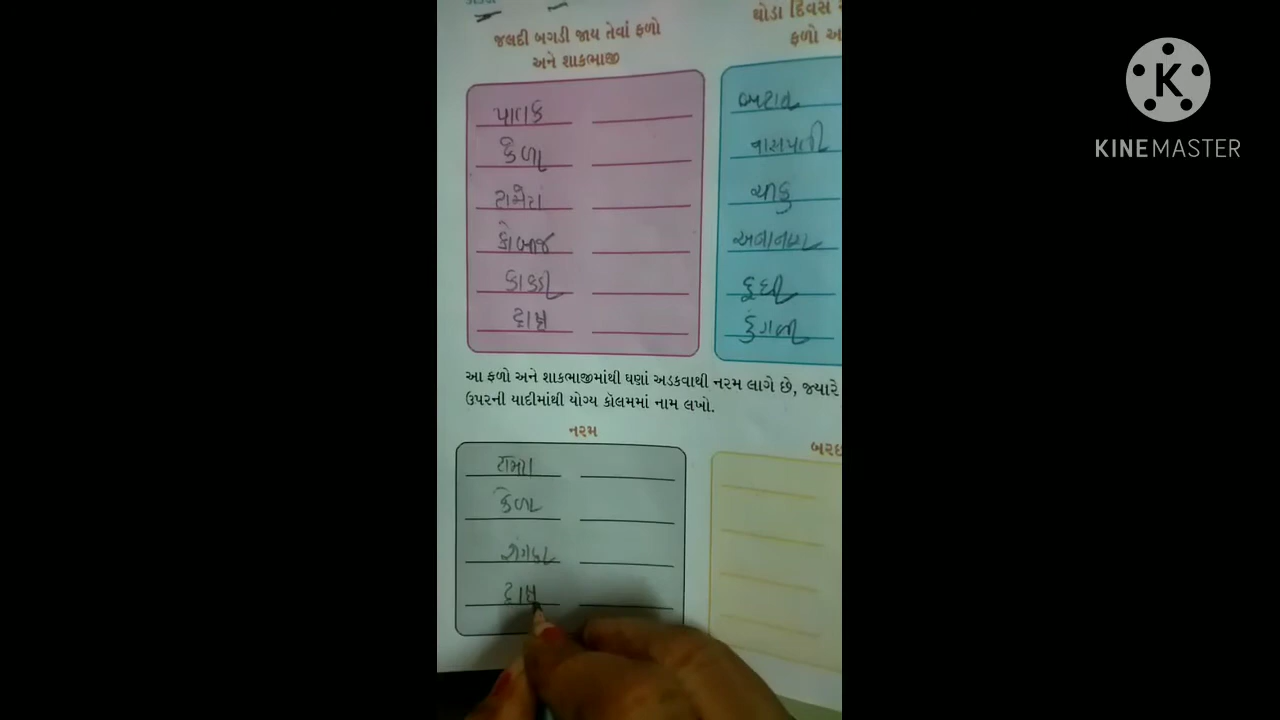 જલદી બગડી જાય તેવાં ફળો
અને શાકભાજી
પાલક
કેળા
ટામેટાં
કોબીજ
કાકડી
દ્રાક્ષ
થોડા દિવસ
ફળો અ
બટાટા
નાસપતી
ચીકુ
અનાનસ
દૂધી
ડુંગળી
આ ફળો અને શાકભાજીમાંથી ઘણાં અડકવાથી નરમ લાગે છે, જ્યારે
ઉપરની યાદીમાંથી યોગ્ય કૉલમમાં નામ લખો.
નરમ
કેળા
દ્રાક્ષ
બરછ
KINEMASTER